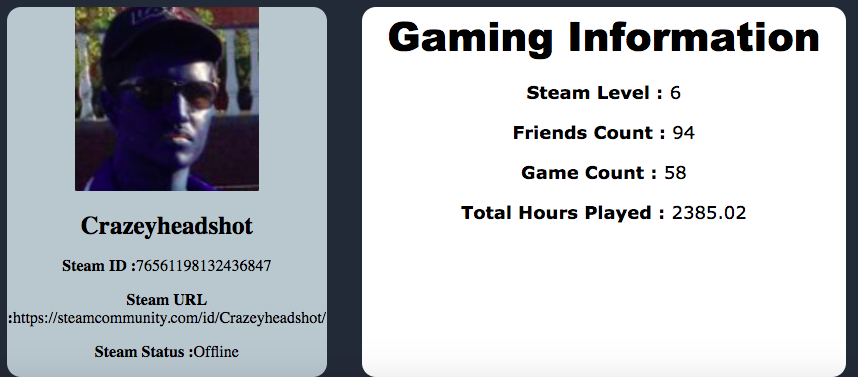 Crazeyheadshot
Steam ID :76561198132436847
Steam URL
:https://steamcommunity.com/id/Crazeyheadshot/
Steam Status :Offline
Gaming Information
Steam Level : 6
Friends Count : 94
Game Count : 58
Total Hours Played : 2385.02